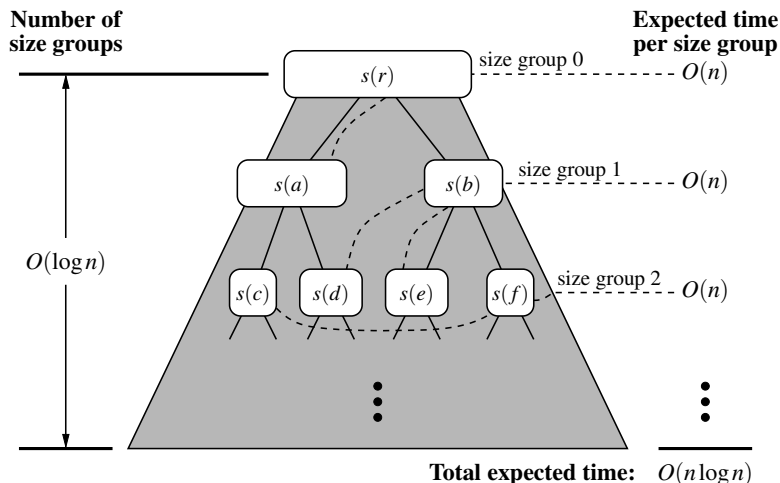 Number of
size groups
Expected time
per size group
s(r)
size group 0
O(n)
s(a)
s(b)
size group 1
O(n)
O(log n)
s(c)
s(d)
s(e)
s(f)
size group 2
O(n)
Total expected time: O(n log n)